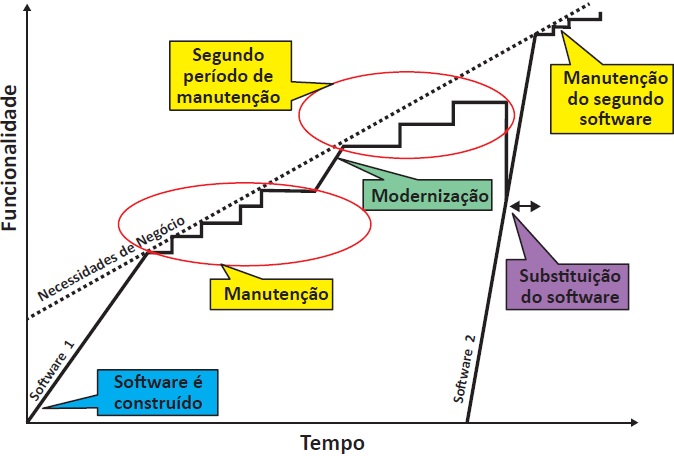 Segundo
período de
manutenção
Manutenção
do segundo
software
Funcionalidade
Modernização
Necessidades de Negócio
Substituição
do software
Manutenção
Software 1
Software 2
Software é
construído
Tempo